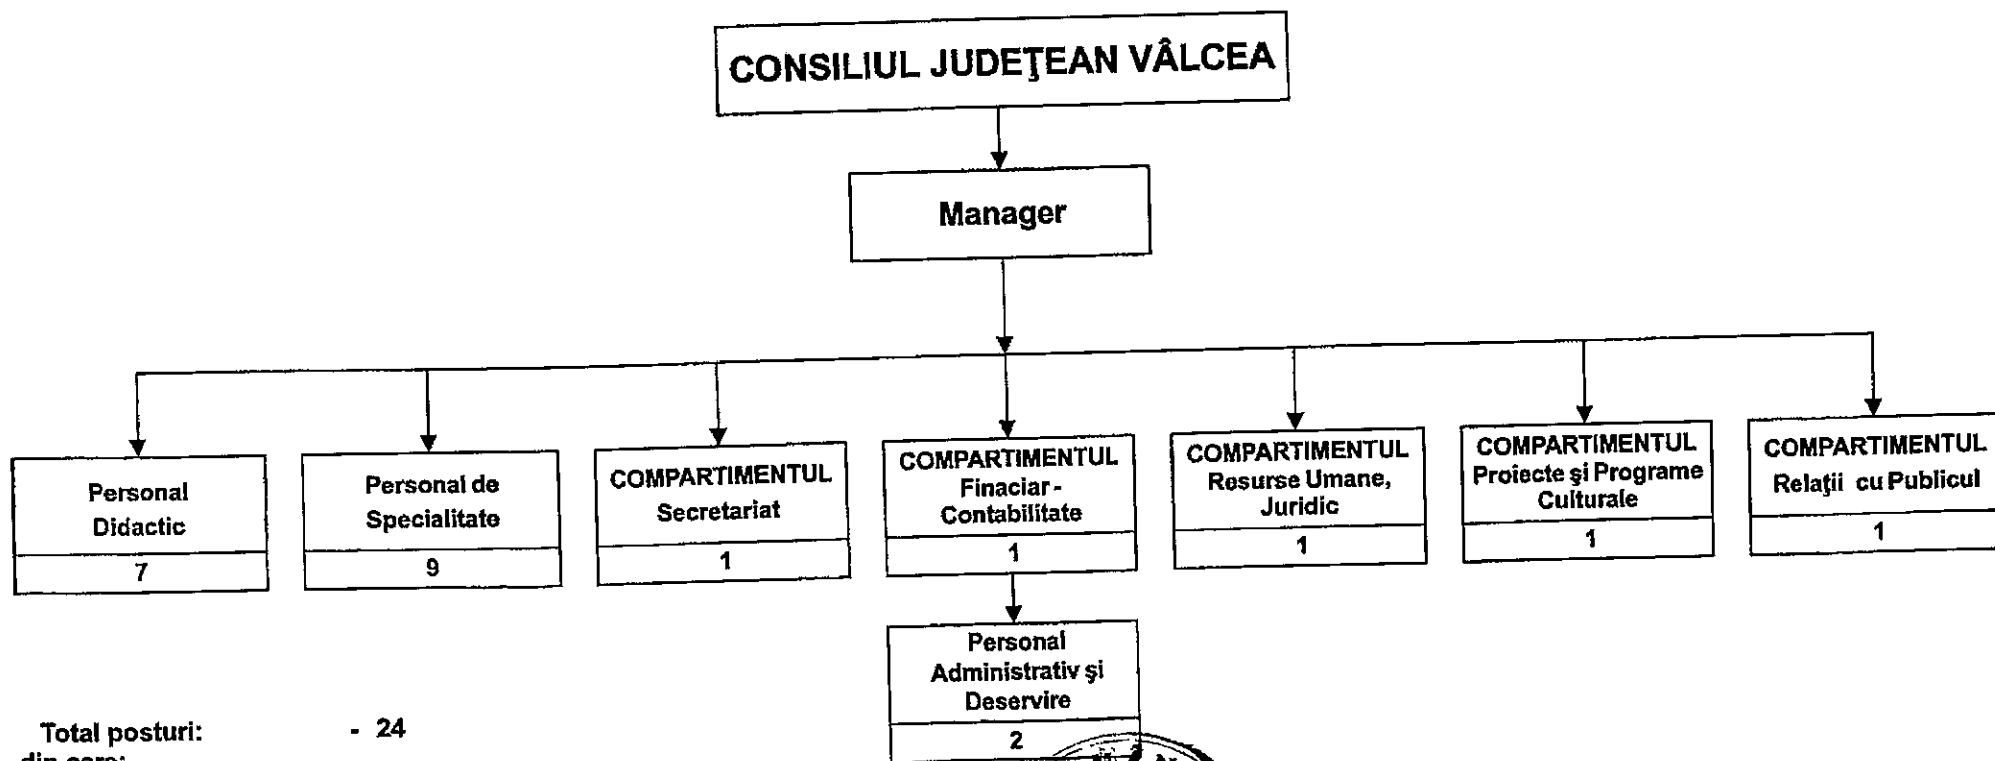 CONSILIUL JUDEŢEAN VÂLCEA
Manager
Personal
Didactic
7
Personal de
Specialitate
9
COMPARTIMENTUL
Secretariat
1
COMPARTIMENTUL
Finaciar -
Contabilitate
1
COMPARTIMENTUL
Resurse Umane,
Juridic
1
COMPARTIMENTUL
Proiecte şi Programe
Culturale
1
COMPARTIMENTUL
Relaţii cu Publicul
1
Personal
Administrativ şi
Deservire
2
Total posturi: - 24
din care: